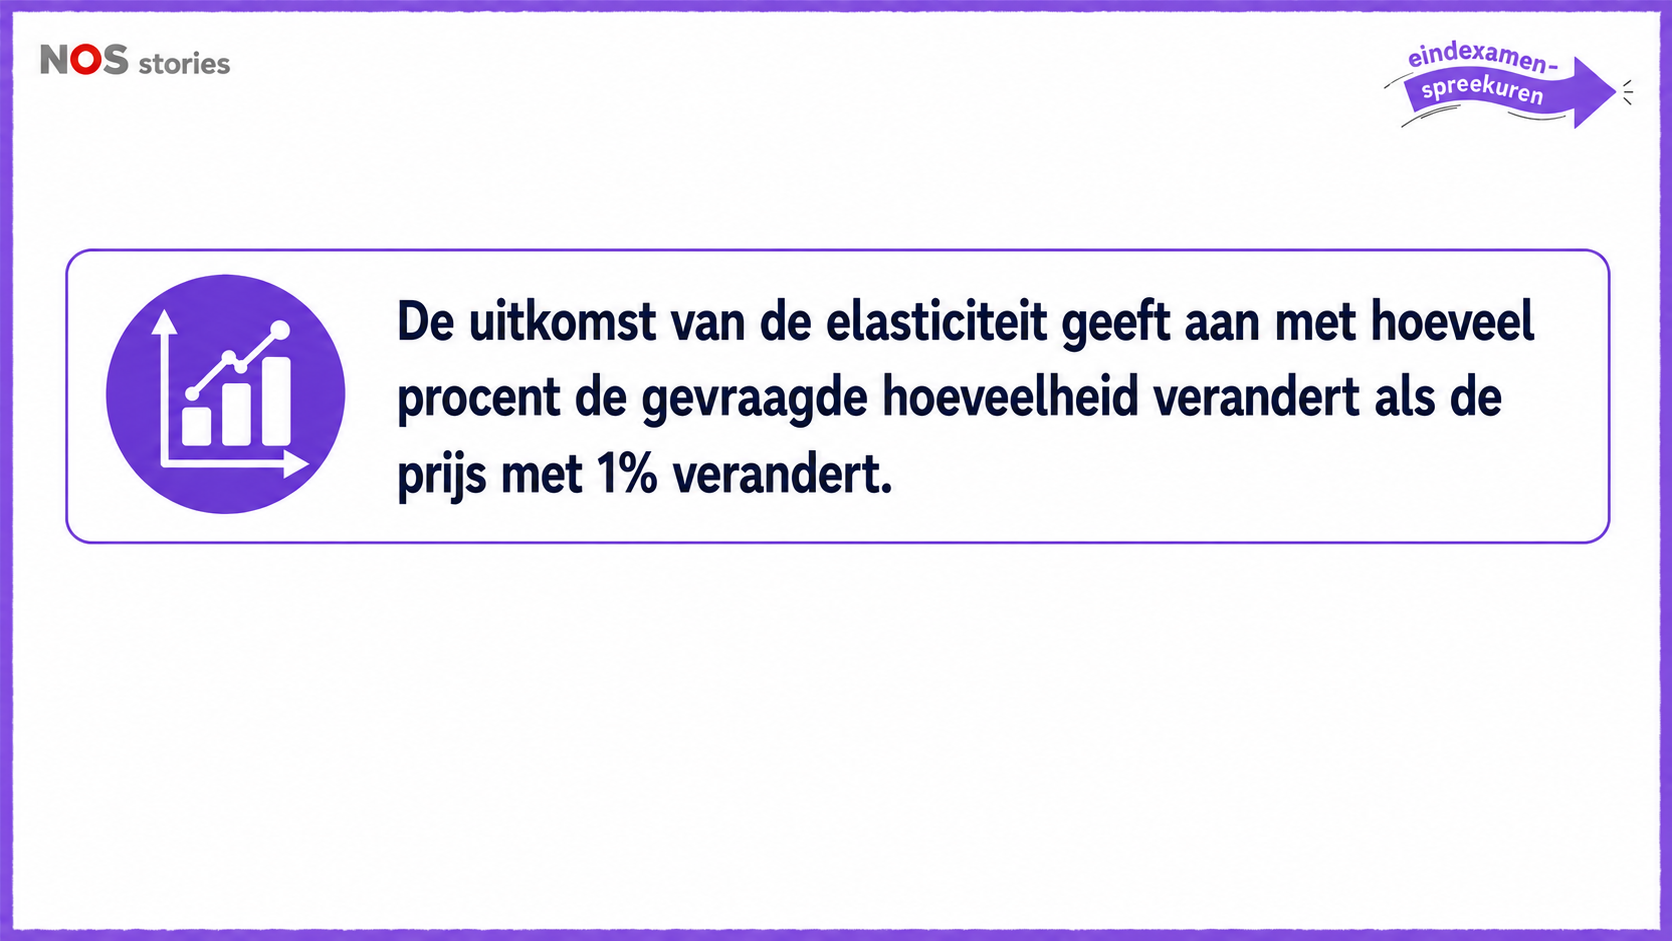 NOS stories
eindexamen-
spreekuren
De uitkomst van de elasticiteit geeft aan met hoeveel
procent de gevraagde hoeveelheid verandert als de
prijs met 1% verandert.